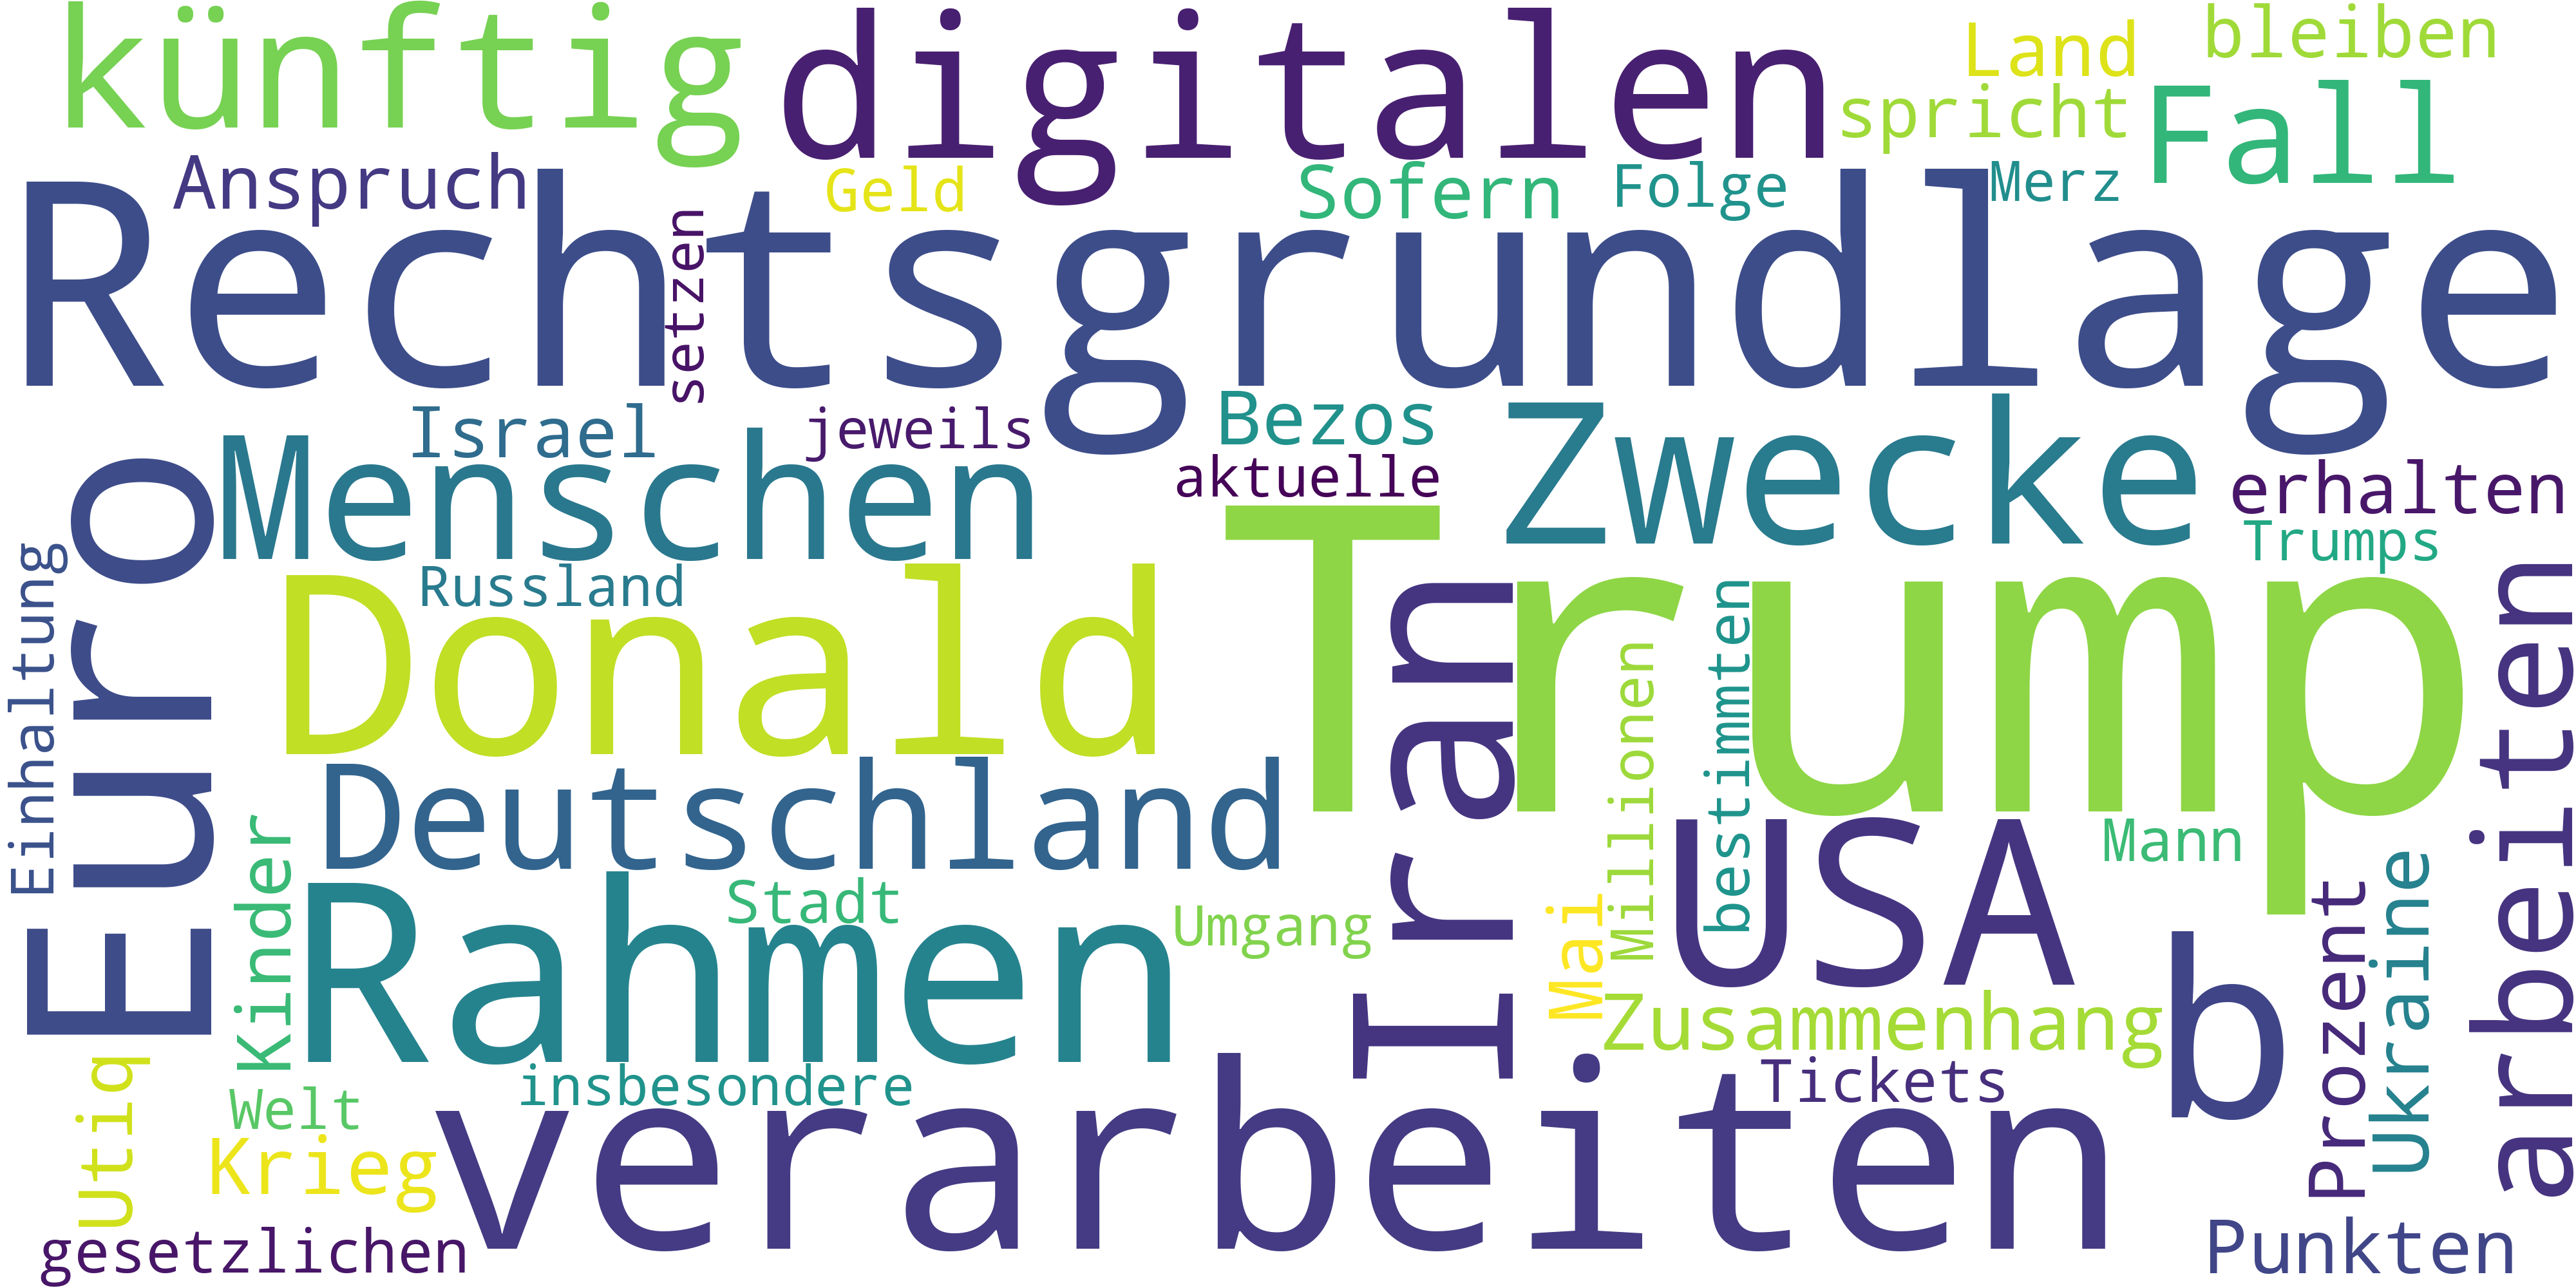 künftig
digitalen
Land
bleiben
spricht
Fall
Anspruch
Geld
Sofern
Folge
Merz
Rechtsgrundlage
setzen
Israel
jeweils
Bezos
Zwecke
Menschen
aktuelle
erhalten
Trumps
Euro
Einhaltung
Russland
Donald
Trump
Iran
Millionen
bestimmten
arbeiten
Deutschland
USA
Mann
Kinder
Rahmen
Stadt
Umgang
Mal
b
Prozent
Ukraine
Zusammenhang
Utiq
Welt
insbesondere
Tickets
Krieg
verarbeiten
gesetzlichen
Punkten